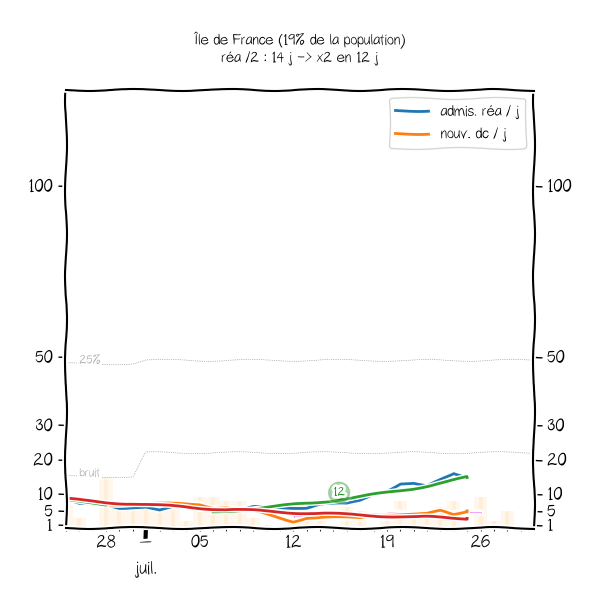 Île de France (19% de la population)
réa /2 : 14 j -> x2 en 12 j
admis. réa / j
nouv. dc / j
100 100
25%
50 50
30 30
20 20
bruit
12
10 10
5 5
1 1
28 1 05 12 19 26
juil.